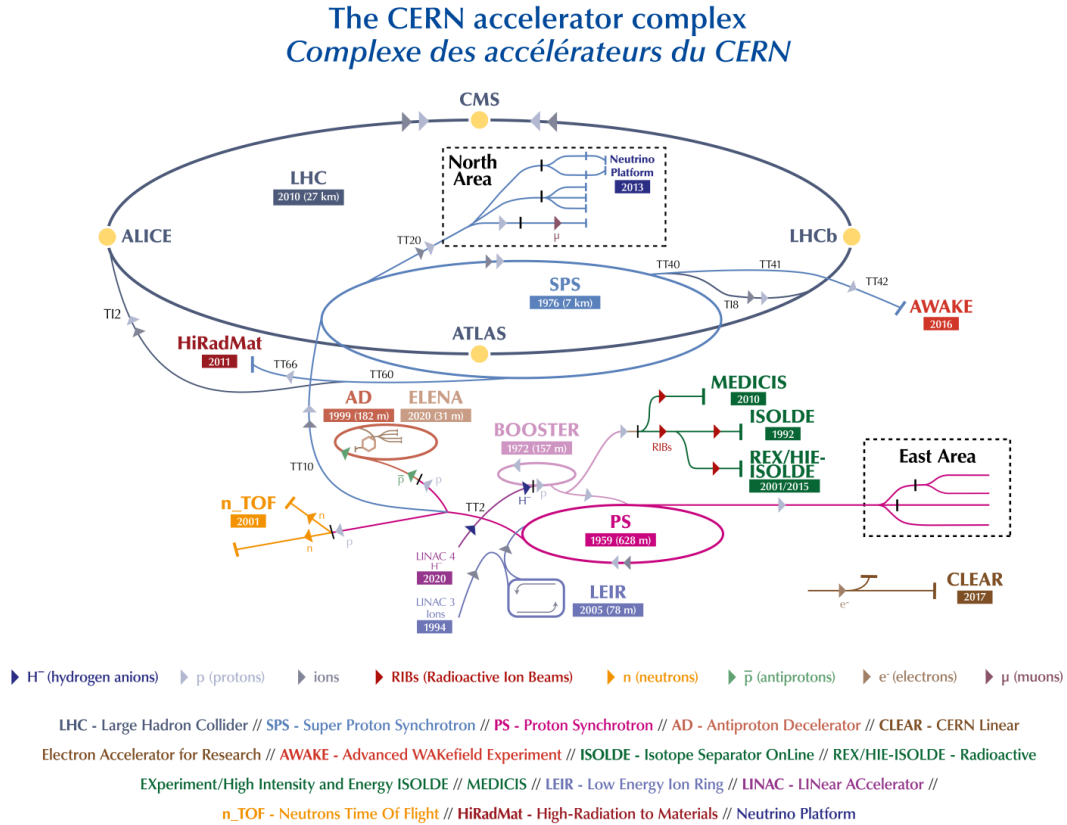 The CERN accelerator complex
Complexe des accélérateurs du CERN
CMS
North
Area
Neutrino
Platform
2013
LHC
2010 (27 km)
TT20
μ
ALICE
LHCb
TT40
TT41
TT42
SPS
1976 (7 km)
TI8
AWAKE
2016
TI2
ATLAS
HiRadMat
2011
TT66
TT60
AD
1999 (182 m)
ELENA
2020 (31 m)
MEDICIS
2010
BOOSTER
1972 (157 m)
ISOLDE
1992
RIBs
REX/HIE-
ISOLDE
2001/2015
East Area
TT10
p̅
p
H⁻
p
n_TOF
2001
n
n
p
TT2
PS
1959 (628 m)
LINAC 4
H⁻
2020
LINAC 3
Ions
1994
LEIR
2005 (78 m)
CLEAR
2017
e⁻
H⁻ (hydrogen anions)
p (protons)
ions
RIBs (Radioactive Ion Beams)
n (neutrons)
p̅ (antiprotons)
e⁻ (electrons)
μ (muons)
LHC - Large Hadron Collider // SPS - Super Proton Synchrotron // PS - Proton Synchrotron // AD - Antiproton Decelerator // CLEAR - CERN Linear
Electron Accelerator for Research // AWAKE - Advanced WAKefield Experiment // ISOLDE - Isotope Separator OnLine // REX/HIE-ISOLDE - Radioactive
EXperiment/High Intensity and Energy ISOLDE // MEDICIS // LEIR - Low Energy Ion Ring // LINAC - LINear ACcelerator //
n_TOF - Neutrons Time Of Flight // HiRadMat - High-Radiation to Materials // Neutrino Platform